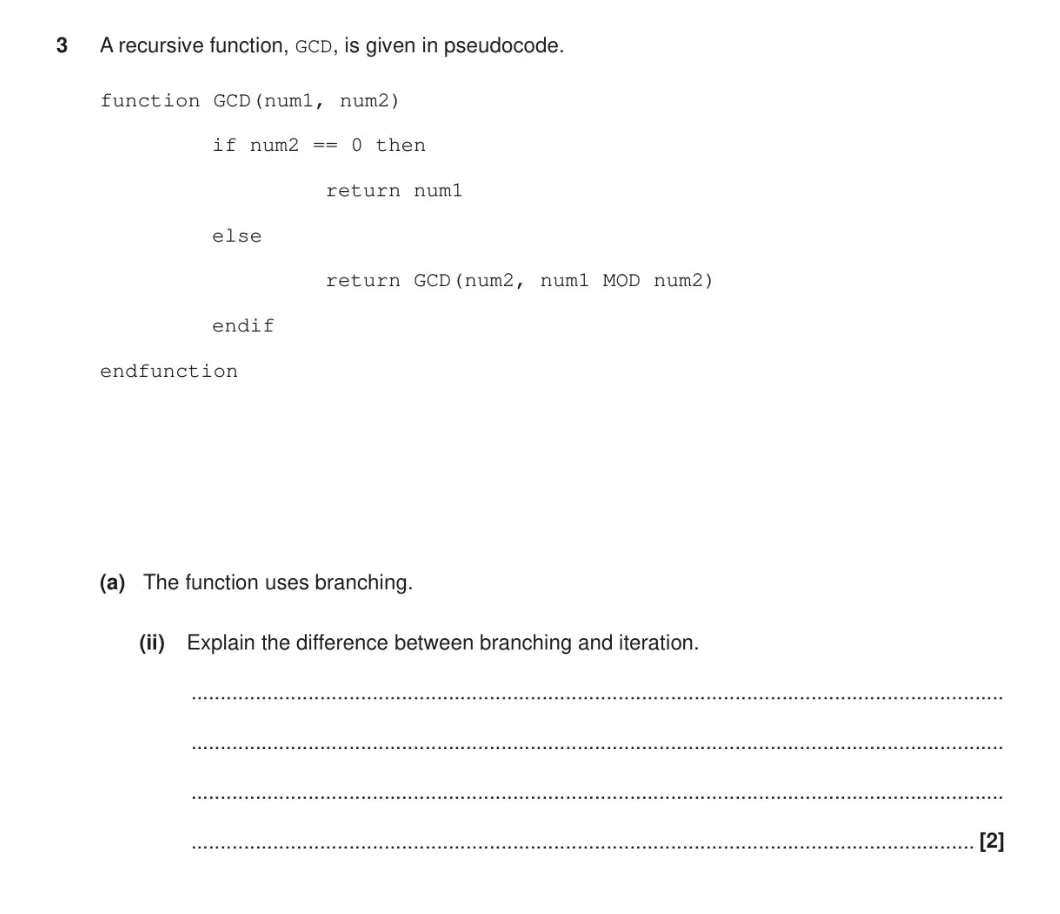 3 A recursive function, GCD, is given in pseudocode.
function GCD(num1, num2)
if num2 == 0 then
return num1
else
return GCD(num2, num1 MOD num2)
endif
endfunction
(a) The function uses branching.
(ii) Explain the difference between branching and iteration.
[2]